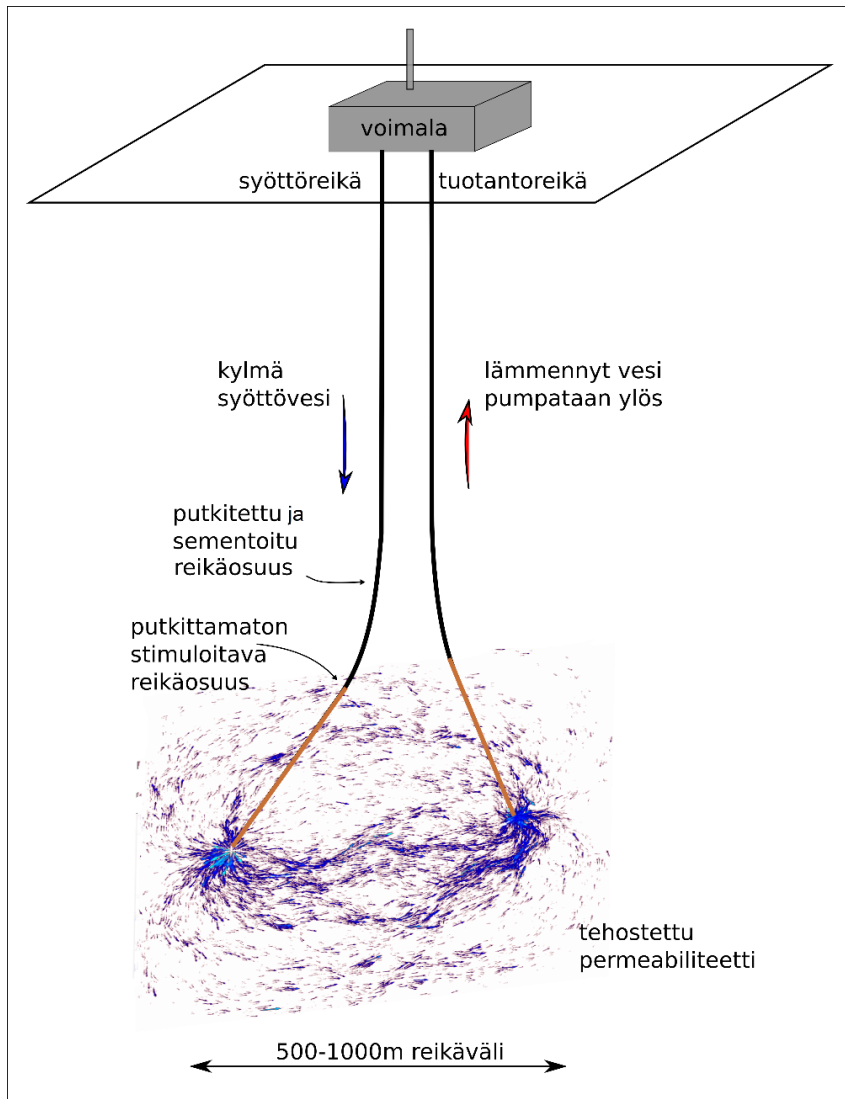 voimala
syöttöreikä
tuotantoreikä
kylmä
syöttövesi
lämmennyt vesi
pumpataan ylös
putkitettu ja
sementoitu
reikäosuus
putkittamaton
stimuloitava
reikäosuus
tehostettu
permeabiliteetti
500-1000m reikäväli